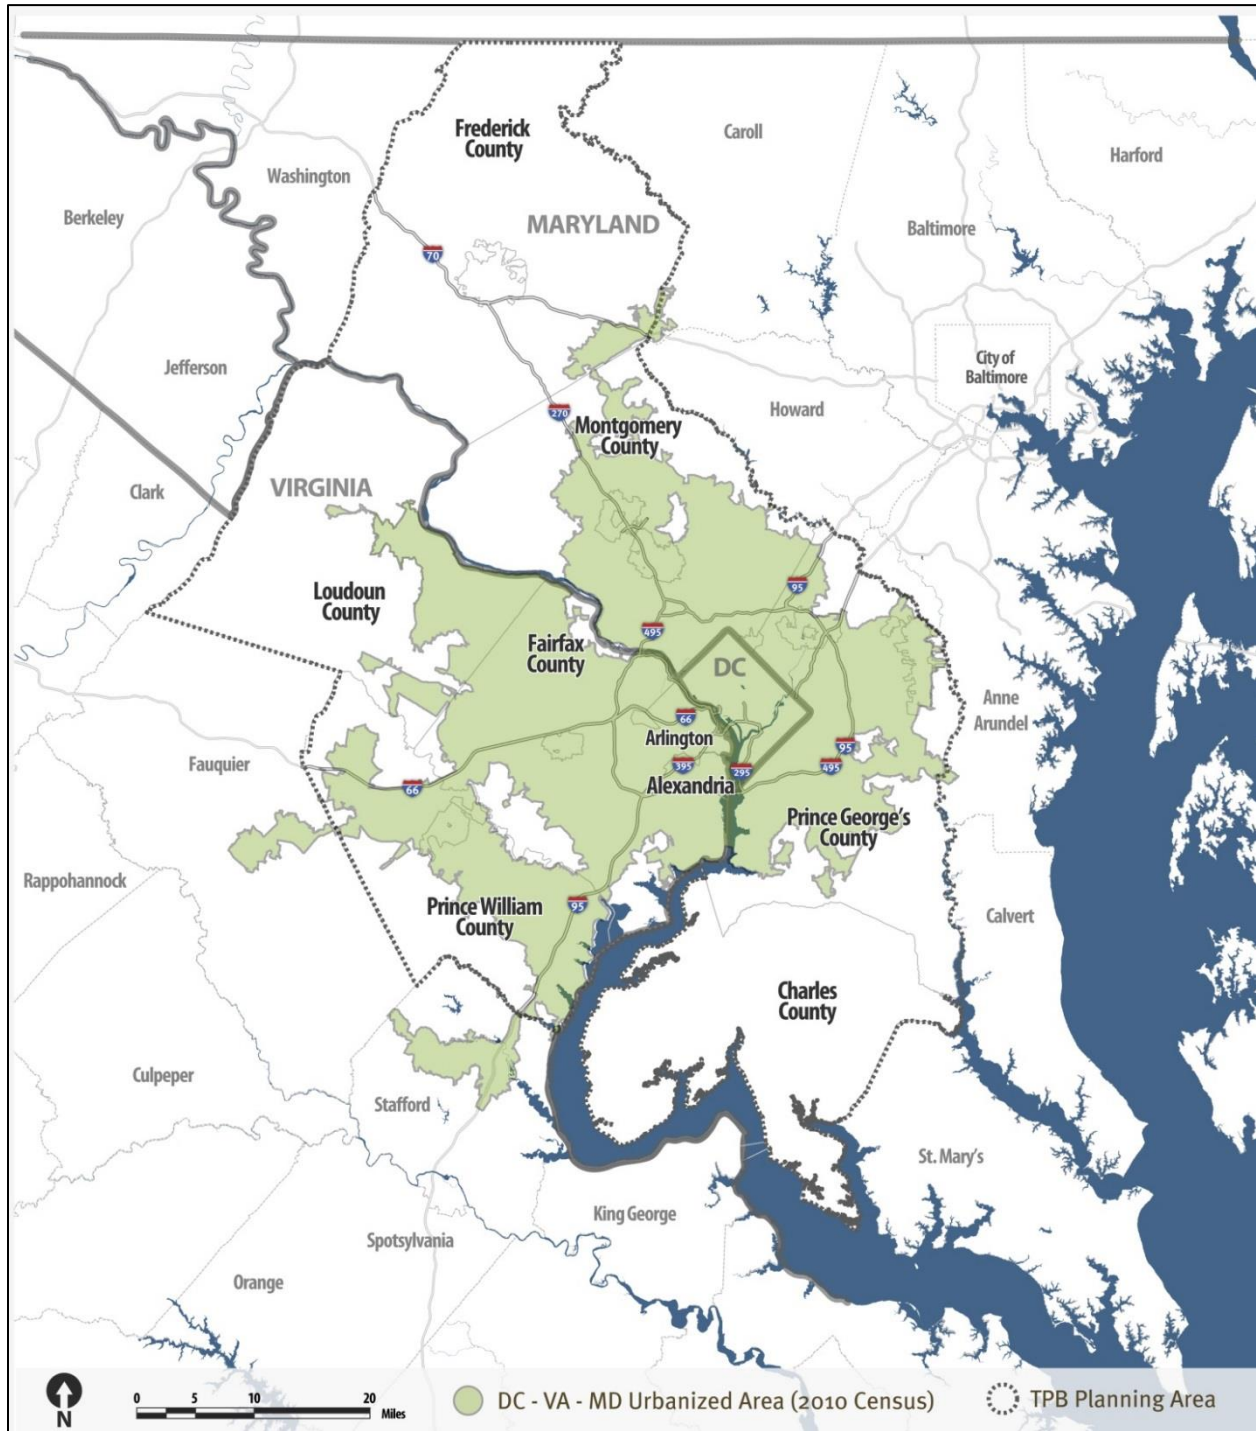 Frederick
County
Caroll
Harford
Washington
Berkeley
MARYLAND
Baltimore
70
Jefferson
City of
Baltimore
270
Howard
Montgomery
County
Clark
VIRGINIA
95
Loudoun
County
495
Fairfax
County
DC
Anne
Arundel
66
Arlington
95
Fauquier
395
295
495
66
Alexandria
Prince George's
County
Rappohannock
95
Prince William
County
Calvert
Charles
County
Culpeper
Stafford
St. Mary's
King George
Spotsylvania
Orange
N
0 5 10 20
Miles
DC - VA - MD Urbanized Area (2010 Census)
TPB Planning Area